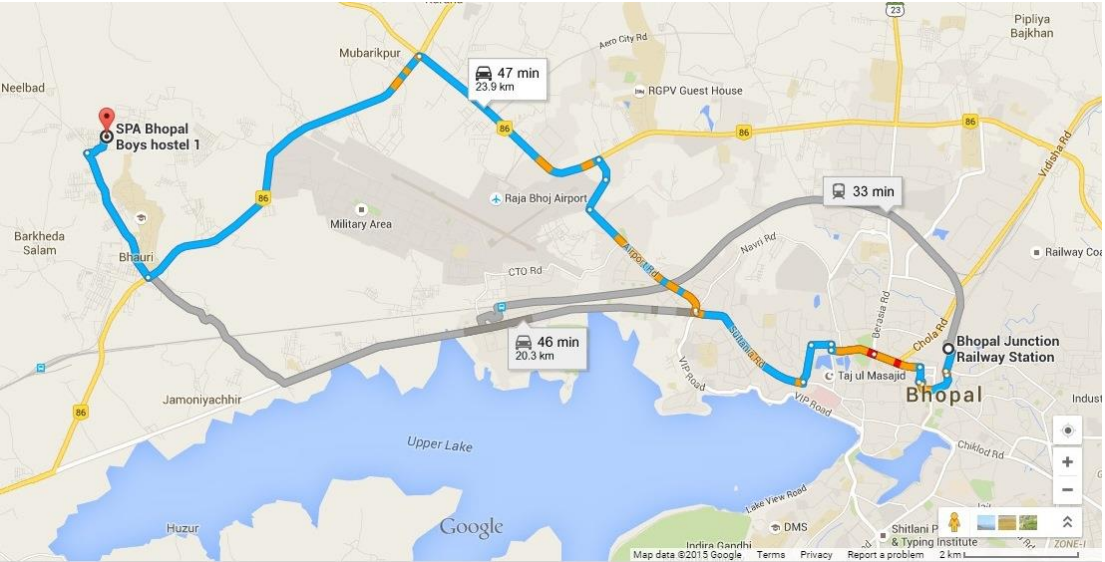 23
Pipliya
Bajkhan
Mubarikpur
Aero City Rd
Neelbad
47 min
23.9 km
RGPV Guest House
SPA Bhopal
Boys hostel 1
86
86
86
Vidisha Rd
33 min
86
Raja Bhoj Airport
Military Area
Barkheda
Salam
Bhauri
Navri Rd
Airport Rd
Railway Coa
CTO Rd
Berasia Rd
Chola Rd
46 min
20.3 km
Sultania Rd
Bhopal Junction
Railway Station
VIP Road
Taj ul Masajid
Bhopal
VIP Road
Jamoniyachhir
86
Indust
Upper Lake
Chiklod Rd
Lake View Road
Huzur
Google
DMS
Shitlani P
& Typing Institute
Indira Gandhi
ZONE-I
Map data ©2015 Google Terms Privacy Report a problem 2 km